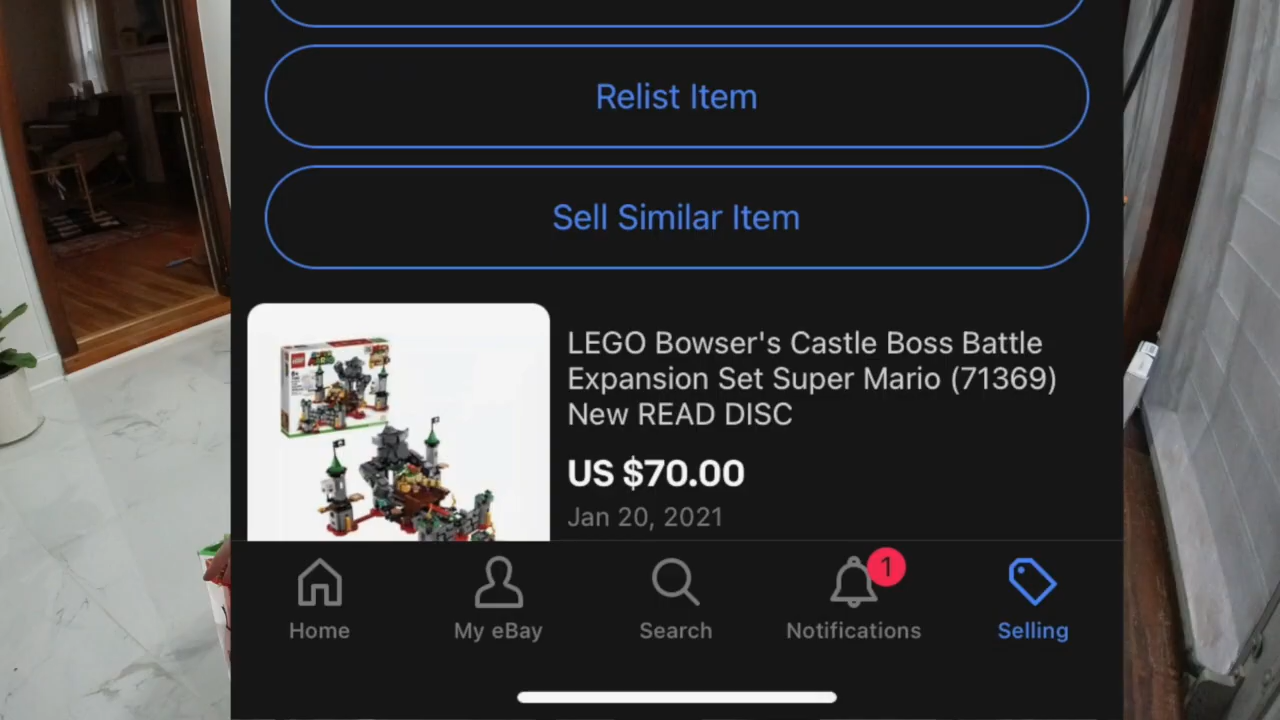 Relist Item
Sell Similar Item
LEGO Bowser's Castle Boss Battle
Expansion Set Super Mario (71369)
New READ DISC
US $70.00
Jan 20, 2021
1
Home
My eBay
Search
Notifications
Selling